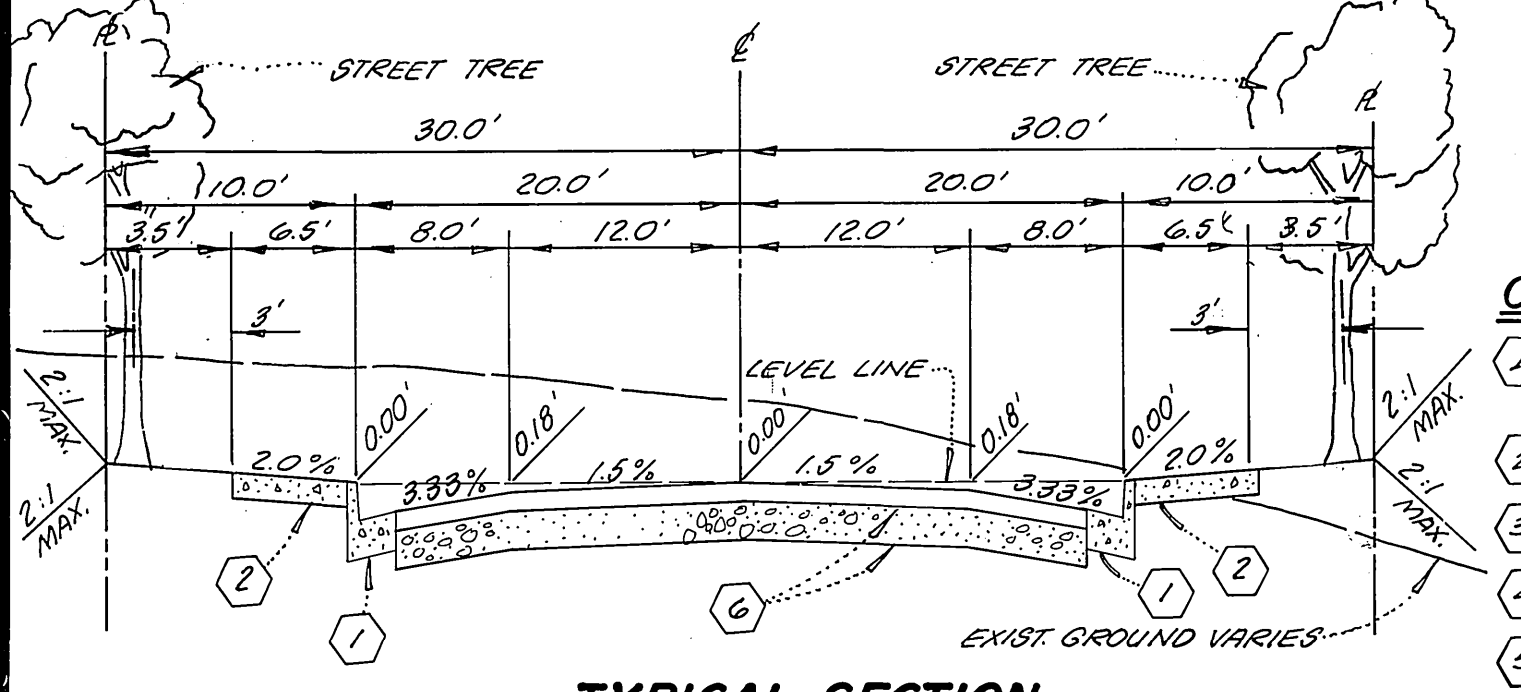 ℄
STREET TREE
STREET TREE
30.0' 30.0'
10.0' 20.0' 20.0' 10.0'
3.5' 6.5' 8.0' 12.0' 12.0' 8.0' 6.5' 3.5'
3' 3'
LEVEL LINE
2:1
MAX.
2:1
MAX.
0.00' 0.18' 0.00' 0.18' 0.00'
2.0% 3.33% 1.5% 1.5% 3.33% 2.0%
2:1
MAX.
2:1
MAX.
2 1 6 1 2
EXIST. GROUND VARIES
TYPICAL SECTION